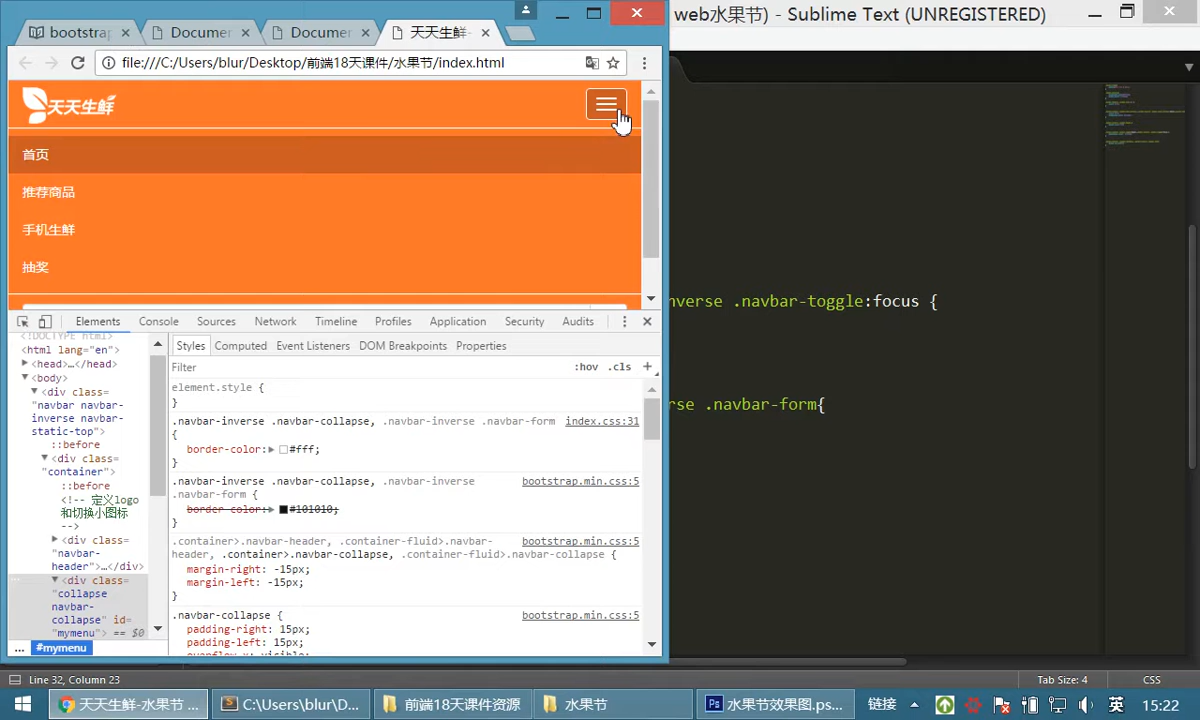 web水果节) - Sublime Text (UNREGISTERED)
bootstrap
Documen
Documen
天天生鲜-
file:///C:/Users/blur/Desktop/前端18天课件/水果节/index.html
天天生鲜
首页
推荐商品
手机生鲜
抽奖
nverse .navbar-toggle:focus {
rse .navbar-form{
Elements Console Sources Network Timeline Profiles Application Security Audits
<!DOCTYPE html>
<html lang="en">
<head>…</head>
<body>
<div class=
"navbar navbar-
inverse navbar-
static-top">
::before
<div class=
"container">
::before
<!-- 定义logo
和切换小图标
-->
<div class=
"navbar-
header">…</div>
<div class=
"collapse
navbar-
collapse" id=
"mymenu"> == $0
... #mymenu
Styles Computed Event Listeners DOM Breakpoints Properties
Filter :hov .cls +
element.style {
}
.navbar-inverse .navbar-collapse, .navbar-inverse .navbar-form index.css:31
{
border-color: #fff;
}
.navbar-inverse .navbar-collapse, .navbar-inverse bootstrap.min.css:5
.navbar-form {
border-color: #101010;
}
.container>.navbar-header, .container-fluid>.navbar- bootstrap.min.css:5
header, .container>.navbar-collapse, .container-fluid>.navbar-collapse {
margin-right: -15px;
margin-left: -15px;
}
.navbar-collapse { bootstrap.min.css:5
padding-right: 15px;
padding-left: 15px;
overflow-x: visible;
Line 32, Column 23 Tab Size: 4 CSS
天天生鲜-水果节 ... C:\Users\blur\D... 前端18天课件资源 水果节 水果节效果图.ps... 链接 英 15:22